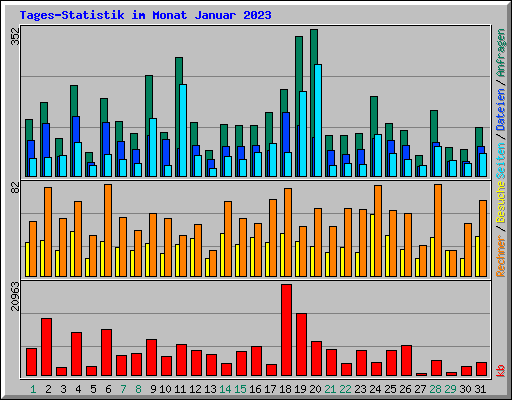 Tages-Statistik im Monat Januar 2023
352
82
20963
Rechner / Besuche Seiten / Dateien / Anfragen
kb
1 2 3 4 5 6 7 8 9 10 11 12 13 14 15 16 17 18 19 20 21 22 23 24 25 26 27 28 29 30 31